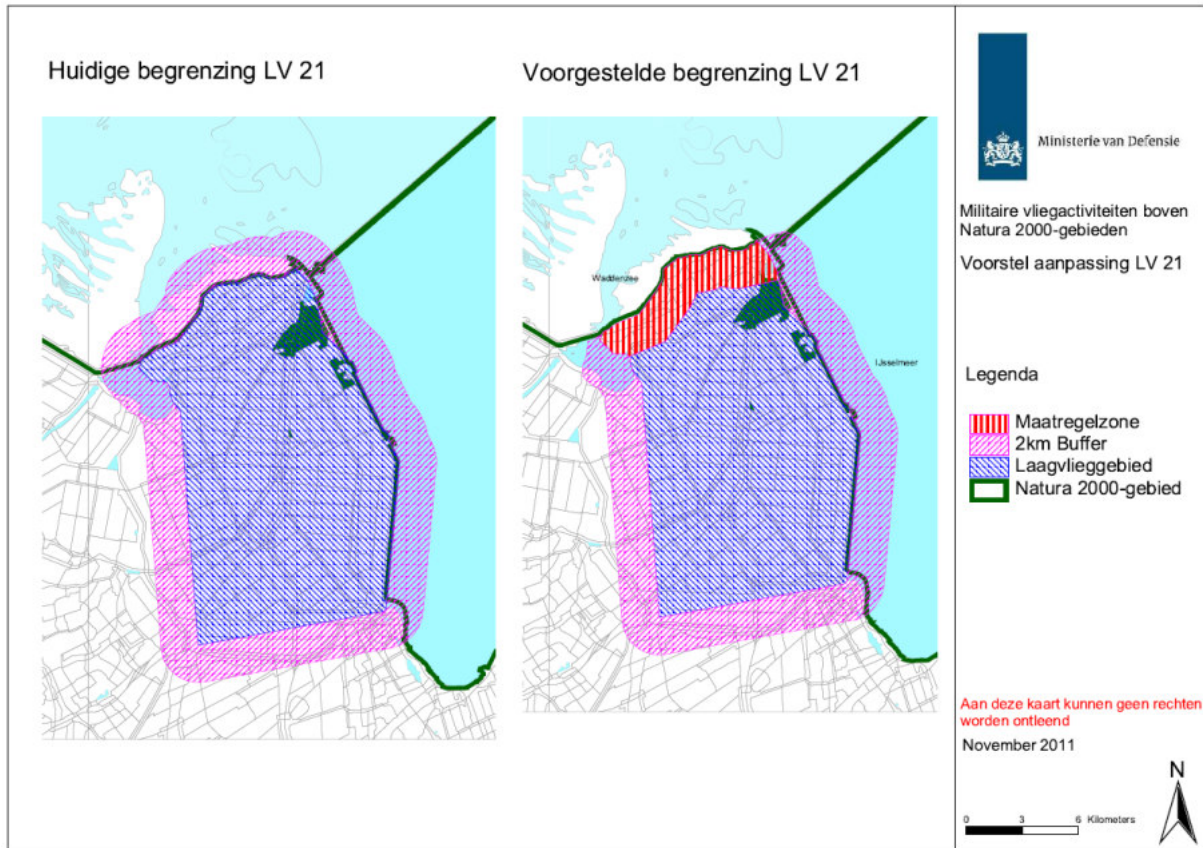 Huidige begrenzing LV 21
Voorgestelde begrenzing LV 21
Waddenzee
IJsselmeer
Ministerie van Defensie
Militaire vliegactiviteiten boven
Natura 2000-gebieden
Voorstel aanpassing LV 21
Legenda
Maatregelzone
2km Buffer
Laagvlieggebied
Natura 2000-gebied
Aan deze kaart kunnen geen rechten
worden ontleend
November 2011
N
0 3 6 Kilometers